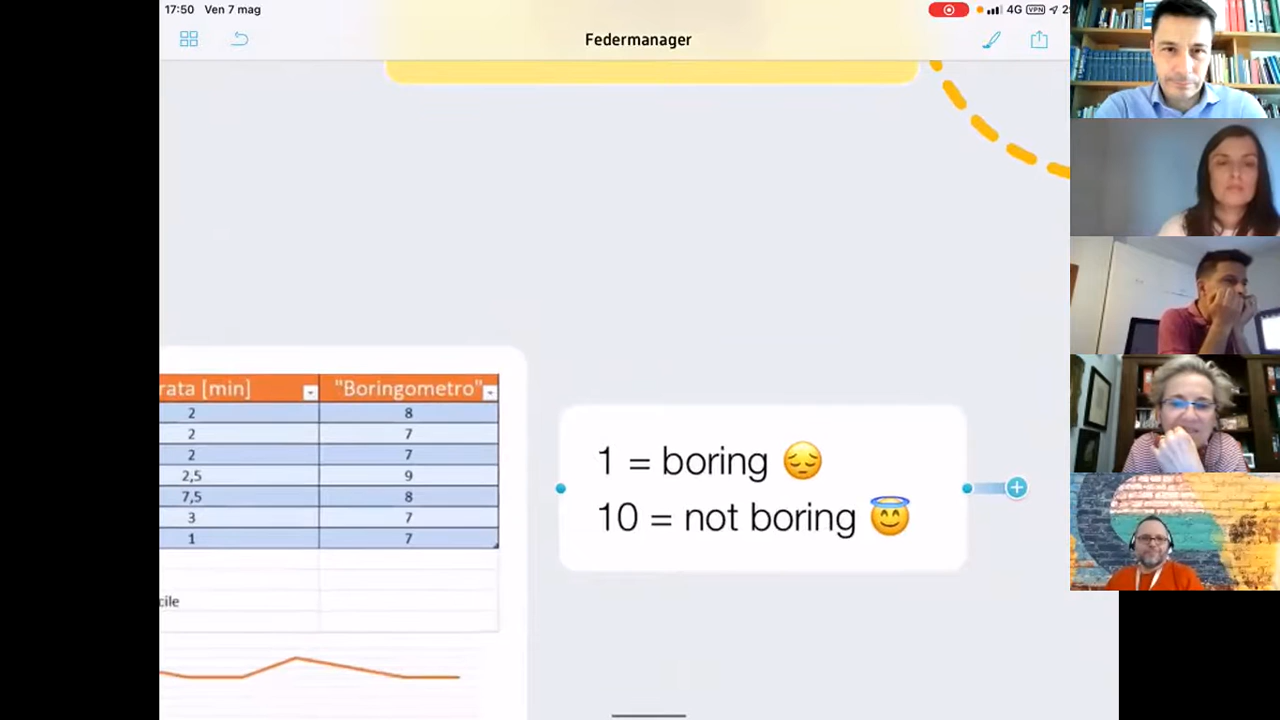 17:50 Ven 7 mag
4G VPN
Federmanager
rata [min] "Boringometro"
2 8
2 7
2 7
2,5 9
7,5 8
3 7
1 7
cile
1 = boring 😔
10 = not boring 😇